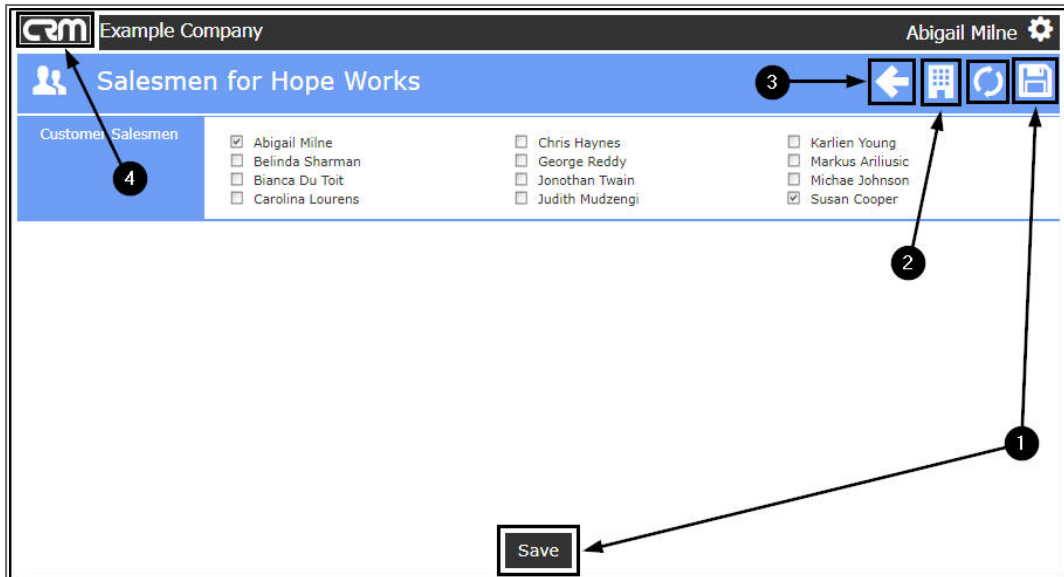 CRM Example Company Abigail Milne
Salesmen for Hope Works 3
Customer Salesmen
Abigail Milne Chris Haynes Karlien Young
Belinda Sharman George Reddy Markus Ariliusic
4 Bianca Du Toit Jonothan Twain Michae Johnson
Carolina Lourens Judith Mudzengi Susan Cooper
2
1
Save